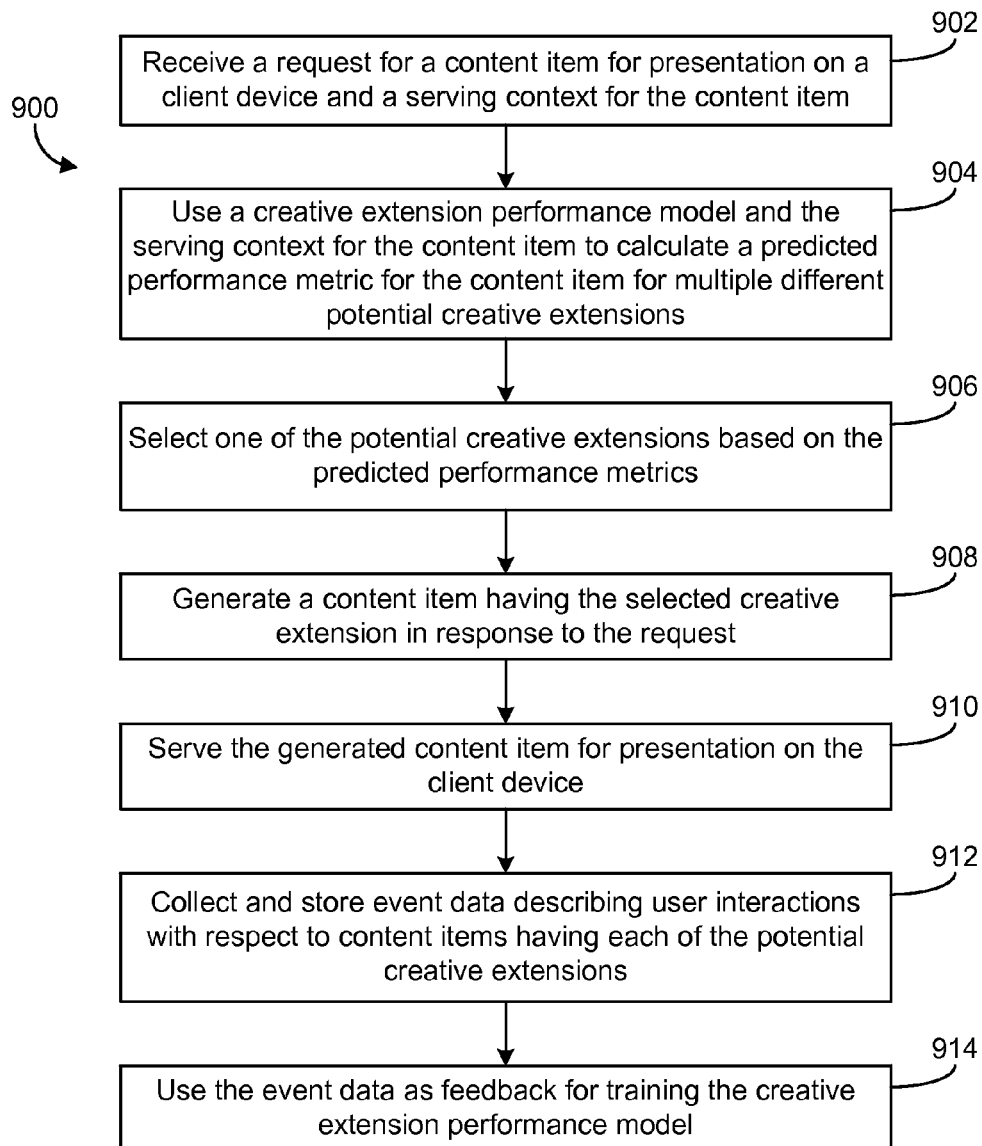 902
Receive a request for a content item for presentation on a
client device and a serving context for the content item
900
904
Use a creative extension performance model and the
serving context for the content item to calculate a predicted
performance metric for the content item for multiple different
potential creative extensions
906
Select one of the potential creative extensions based on the
predicted performance metrics
908
Generate a content item having the selected creative
extension in response to the request
910
Serve the generated content item for presentation on the
client device
912
Collect and store event data describing user interactions
with respect to content items having each of the potential
creative extensions
914
Use the event data as feedback for training the creative
extension performance model